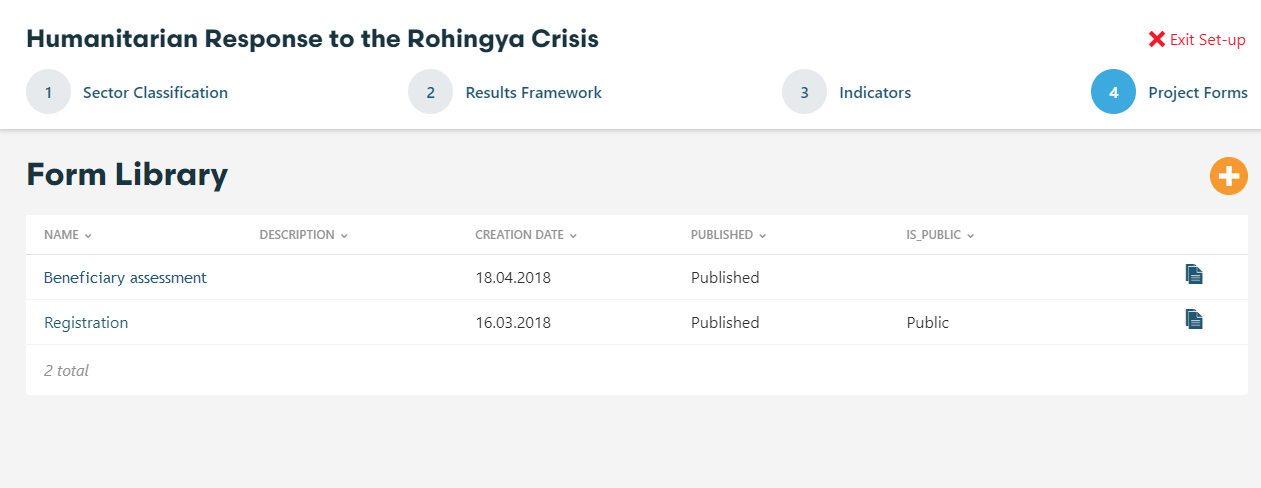 Humanitarian Response to the Rohingya Crisis
Exit Set-up
1 Sector Classification 2 Results Framework 3 Indicators 4 Project Forms
Form Library
NAME DESCRIPTION CREATION DATE PUBLISHED IS_PUBLIC
Beneficiary assessment 18.04.2018 Published
Registration 16.03.2018 Published Public
2 total